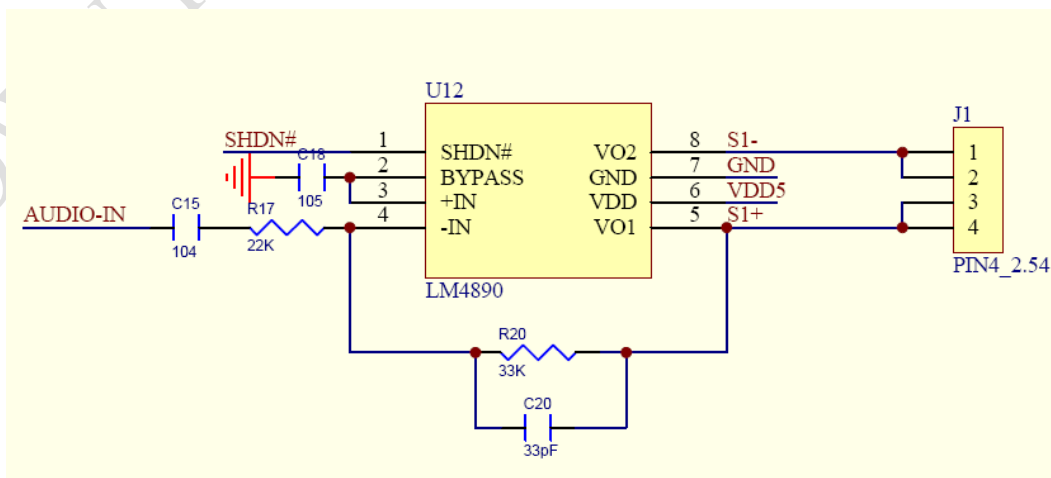 U12
J1
SHDN#
1
SHDN#
VO2
8
S1-
1
C18
2
BYPASS
GND
7
GND
2
105
3
+IN
VDD
6
VDD5
3
AUDIO-IN
C15
R17
4
-IN
VO1
5
S1+
4
104
22K
PIN4_2.54
LM4890
R20
33K
C20
33pF